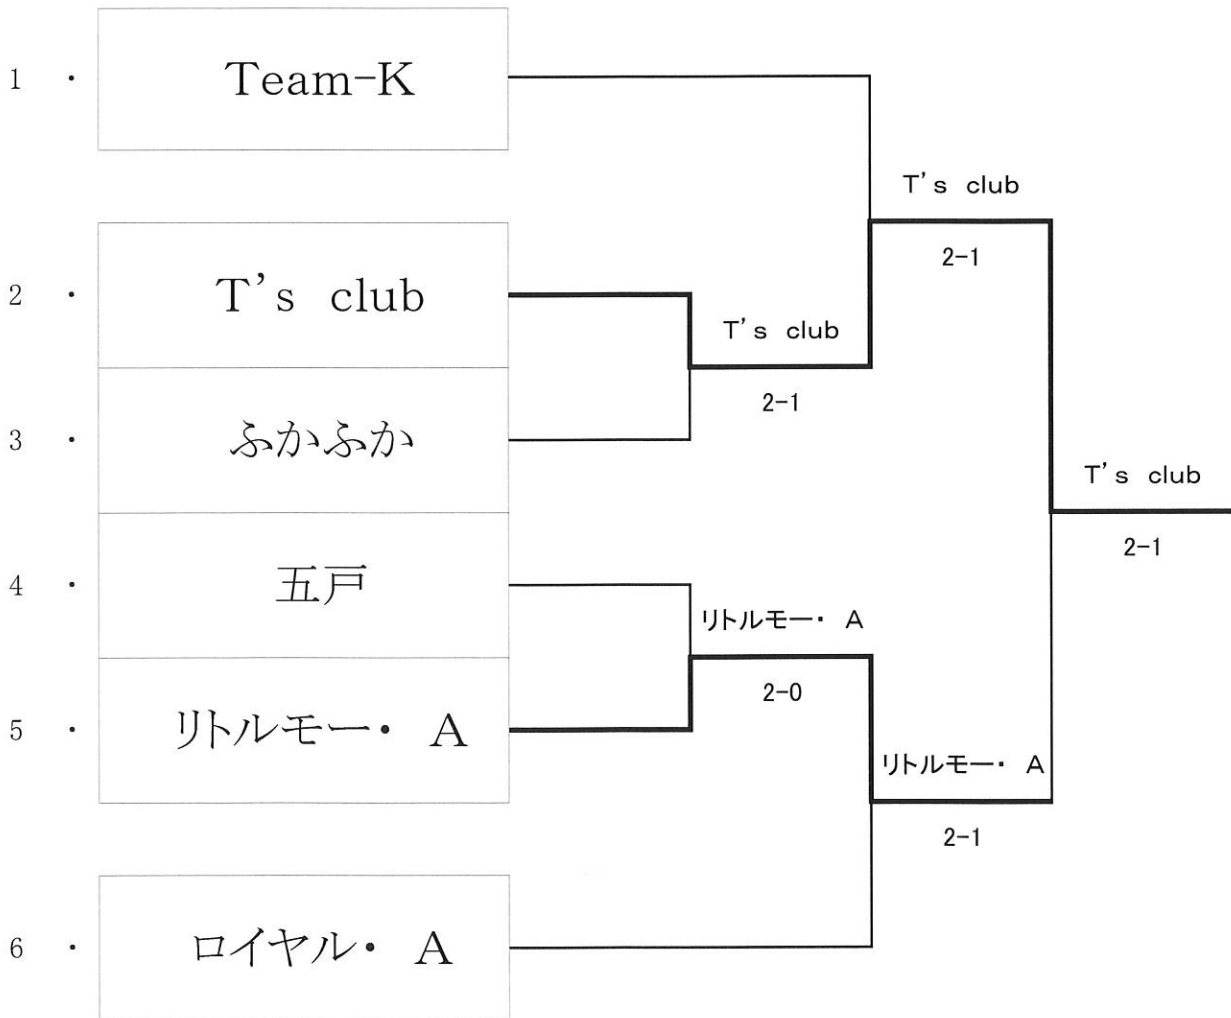 1 ・ Team-K
T's club
2-1
2 ・ T's club
T's club
2-1
3 ・ ふかふか
T's club
2-1
4 ・ 五戸
リトルモー・ A
2-0
5 ・ リトルモー・ A
リトルモー・ A
2-1
6 ・ ロイヤル・ A